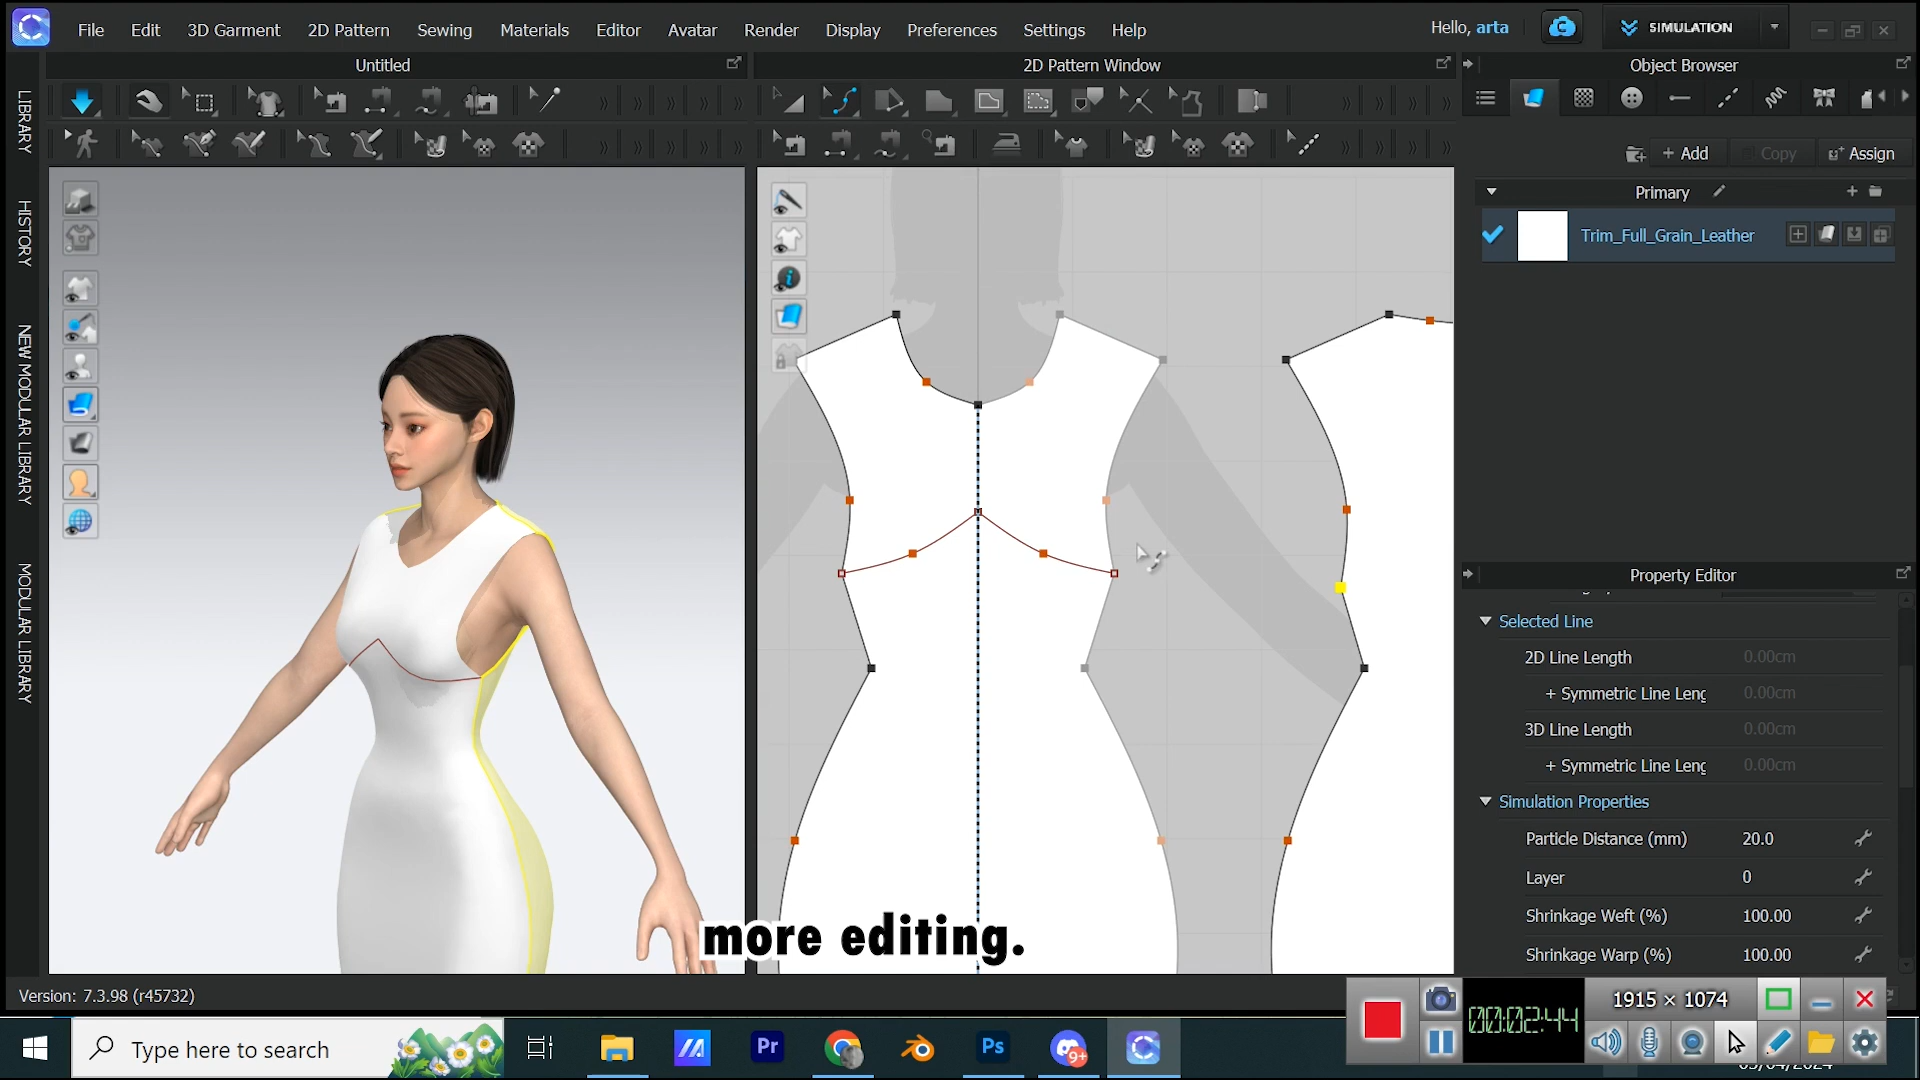 File Edit 3D Garment 2D Pattern Sewing Materials Editor Avatar Render Display Preferences Settings Help
Hello, arta
SIMULATION
Untitled
2D Pattern Window
Object Browser
LIBRARY
HISTORY
NEW MODULAR LIBRARY
MODULAR LIBRARY
+ Add
Copy
Assign
Primary
Trim_Full_Grain_Leather
Property Editor
Selected Line
2D Line Length 0.00cm
+ Symmetric Line Leng 0.00cm
3D Line Length 0.00cm
+ Symmetric Line Leng 0.00cm
Simulation Properties
Particle Distance (mm) 20.0
Layer 0
Shrinkage Weft (%) 100.00
Shrinkage Warp (%) 100.00
more editing.
Version: 7.3.98 (r45732)
00:02:44
1915 × 1074
Type here to search
Pr
Ps
9+